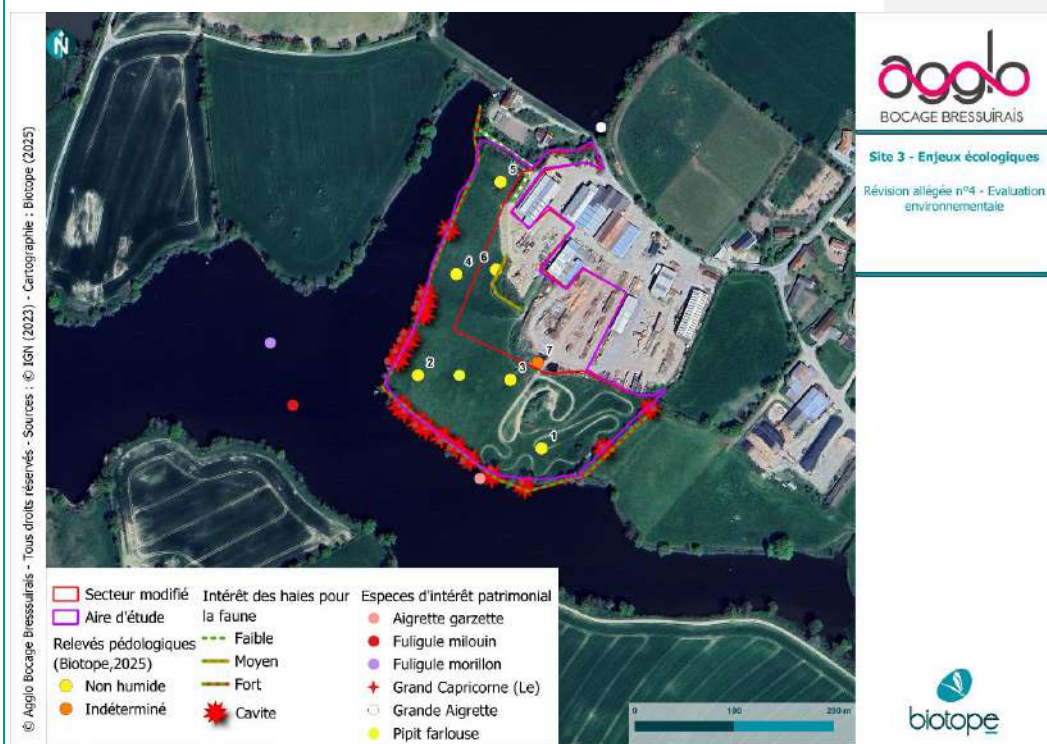 © Agglo Bocage Bresssuirais - Tous droits réservés - Sources : © IGN (2023) - Cartographie : Biotope (2025)
N
5
4
6
7
2
3
1
Secteur modifié
Aire d'étude
Relevés pédologiques
(Biotope,2025)
Non humide
Indéterminé
Intérêt des haies pour
la faune
Faible
Moyen
Fort
Cavite
Especes d'intérêt patrimonial
Aigrette garzette
Fuligule milouin
Fuligule morillon
Grand Capricorne (Le)
Grande Aigrette
Pipit farlouse
0 100 200 m
agglo
BOCAGE BRESSUIRAIS
Site 3 - Enjeux écologiques
Révision allégée n°4 - Evaluation
environnementale
biotope